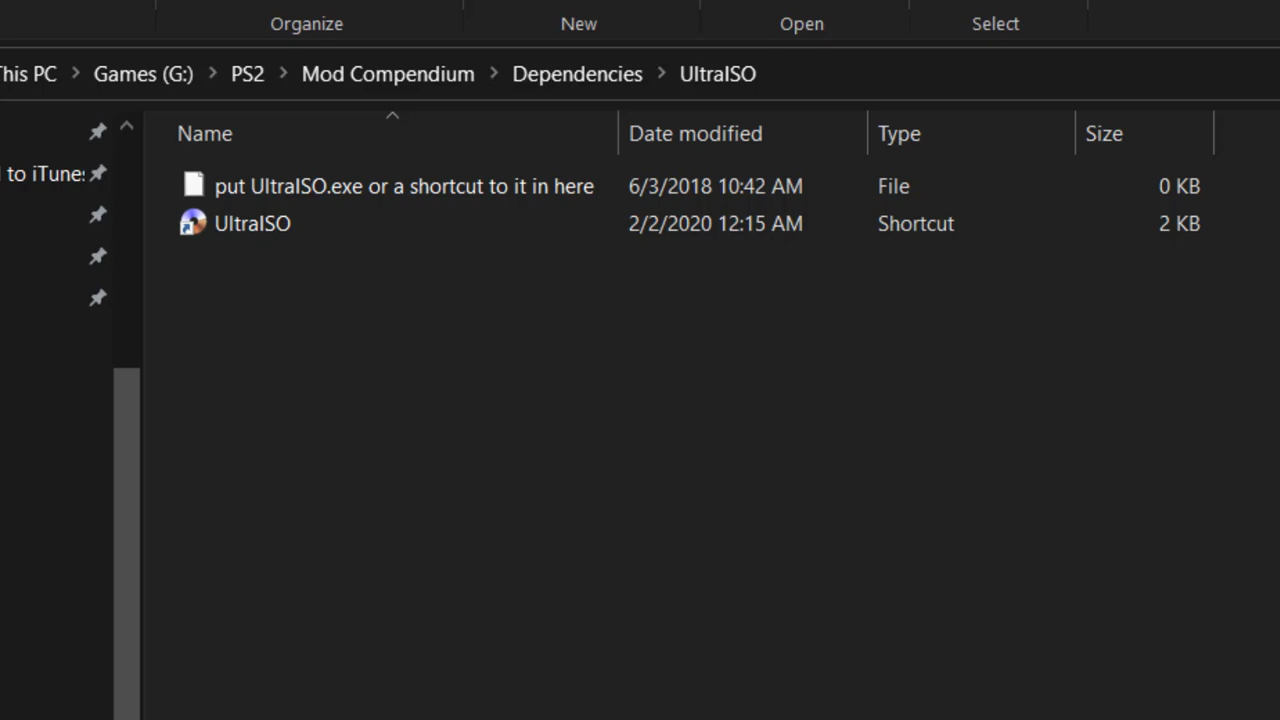 Organize New Open Select
This PC > Games (G:) > PS2 > Mod Compendium > Dependencies > UltraISO
Name Date modified Type Size
to iTunes
put UltraISO.exe or a shortcut to it in here 6/3/2018 10:42 AM File 0 KB
UltraISO 2/2/2020 12:15 AM Shortcut 2 KB